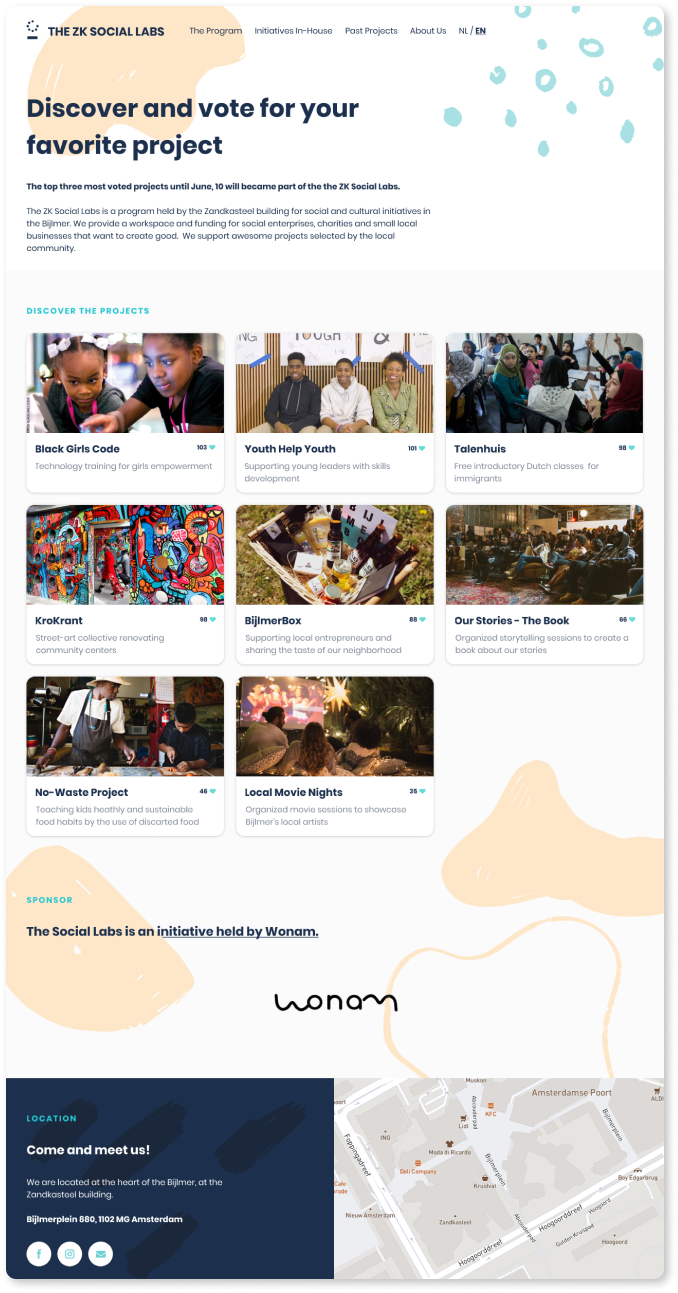 THE ZK SOCIAL LABS
The Program
Initiatives In-House
Past Projects
About Us
NL / EN
Discover and vote for your
favorite project
The top three most voted projects until June, 10 will became part of the the ZK Social Labs.
The ZK Social Labs is a program held by the Zandkasteel building for social and cultural initiatives in
the Bijlmer. We provide a workspace and funding for social enterprises, charities and small local
businesses that want to create good. We support awesome projects selected by the local
community.
DISCOVER THE PROJECTS
TOUGH &
Black Girls Code 103
Technology training for girls empowerment
Youth Help Youth 101
Supporting young leaders with skills
development
Talenhuis 98
Free introductory Dutch classes for
immigrants
KroKrant 98
Street-art collective renovating
community centers
BijlmerBox 88
Supporting local entrepreneurs and
sharing the taste of our neighborhood
Our Stories - The Book 66
Organized storytelling sessions to create a
book about our stories
No-Waste Project 46
Teaching kids heathly and sustainable
food habits by the use of discarted food
Local Movie Nights 35
Organized movie sessions to showcase
Bijlmer's local artists
SPONSOR
The Social Labs is an initiative held by Wonam.
wonam
LOCATION
Come and meet us!
We are located at the heart of the Bijlmer, at the
Zandkasteel building.
Bijlmerplein 880, 1102 MG Amsterdam
Muskon
Amsterdamse Poort
ALDI
KFC
Lidl
Bijlmerplein
ING
Flippingadreef
Moda di Ricardo
Deli Company
Bijlmerplein
Kruidvat
Boy Edgarbrug
Cafe
Nieuw Amsterdam
Zandkasteel
Hoogoorddreef
Hoogoord
Gulden Kruispad
Hoogoord
Hoogoorddreef